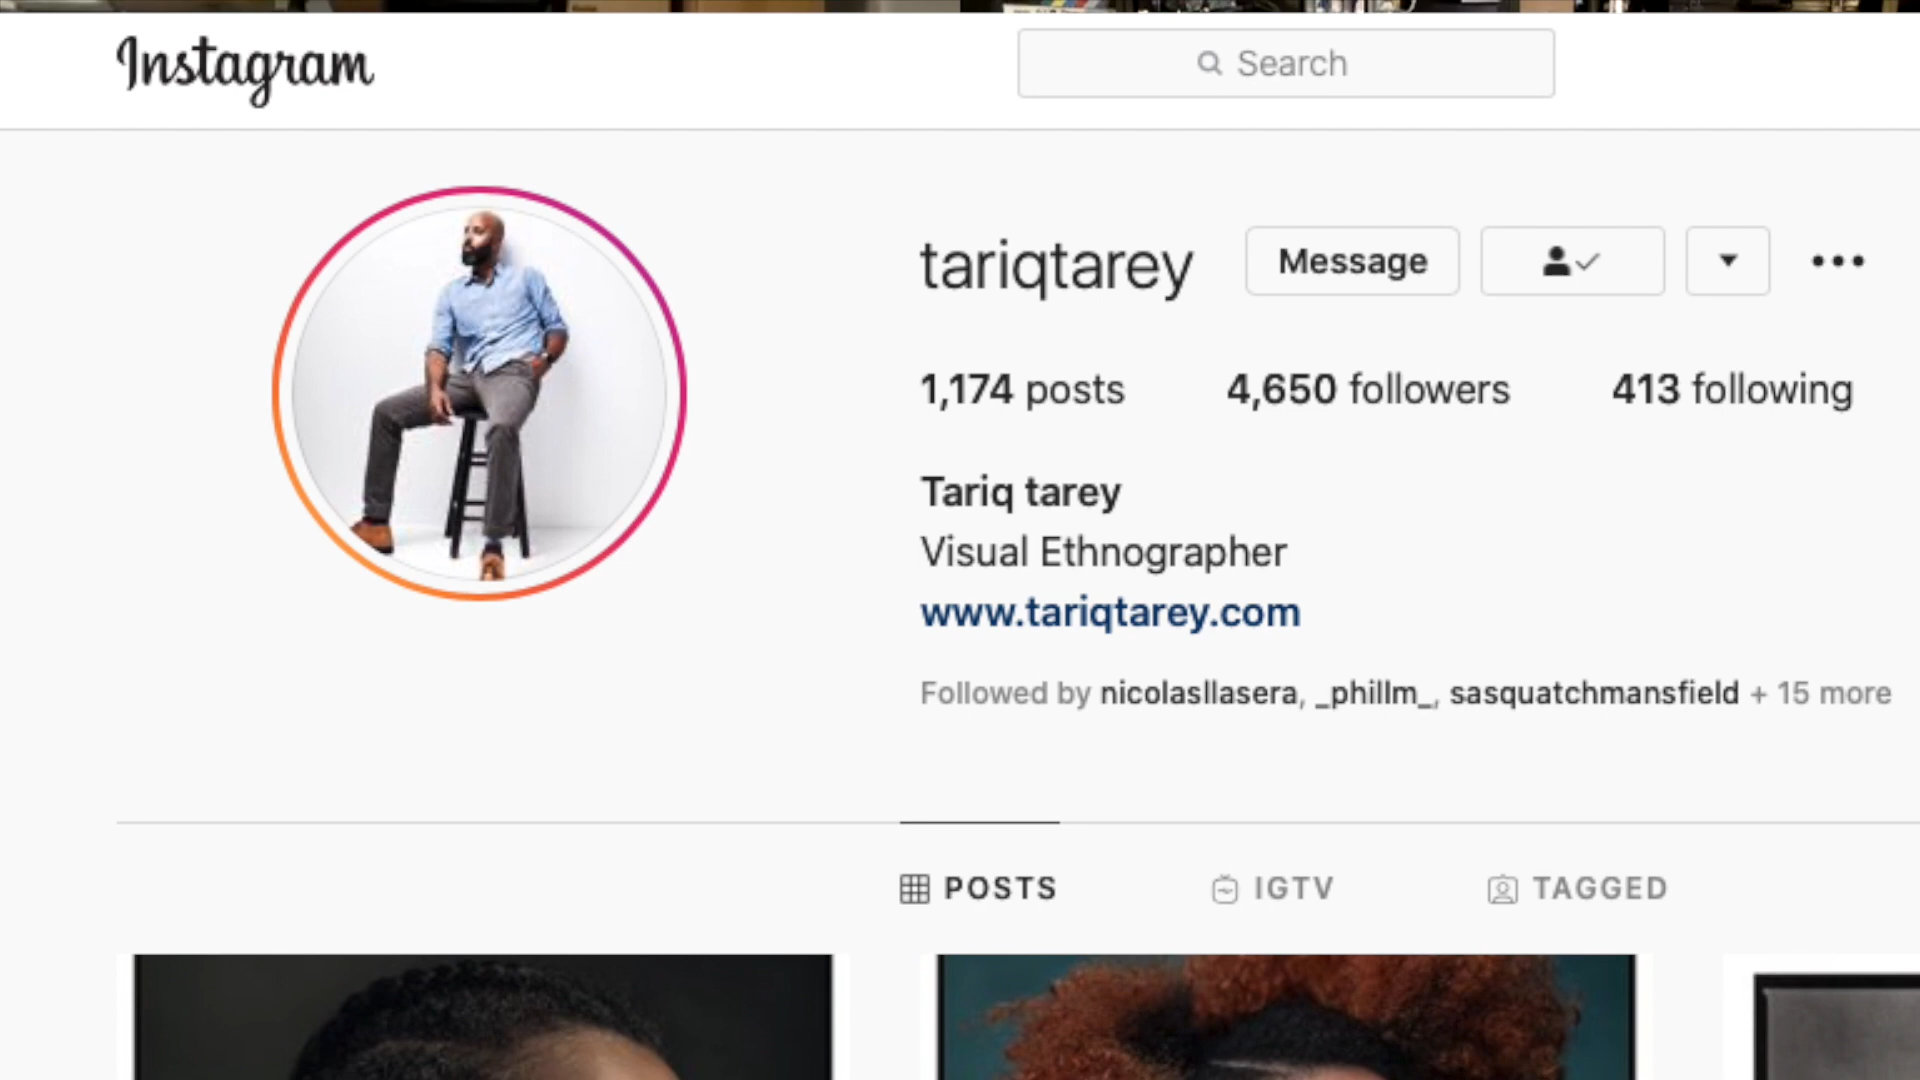 Instagram
Search
tariqtarey Message
1,174 posts 4,650 followers 413 following
Tariq tarey
Visual Ethnographer
www.tariqtarey.com
Followed by nicolasllasera, _phillm_, sasquatchmansfield + 15 more
POSTS IGTV TAGGED